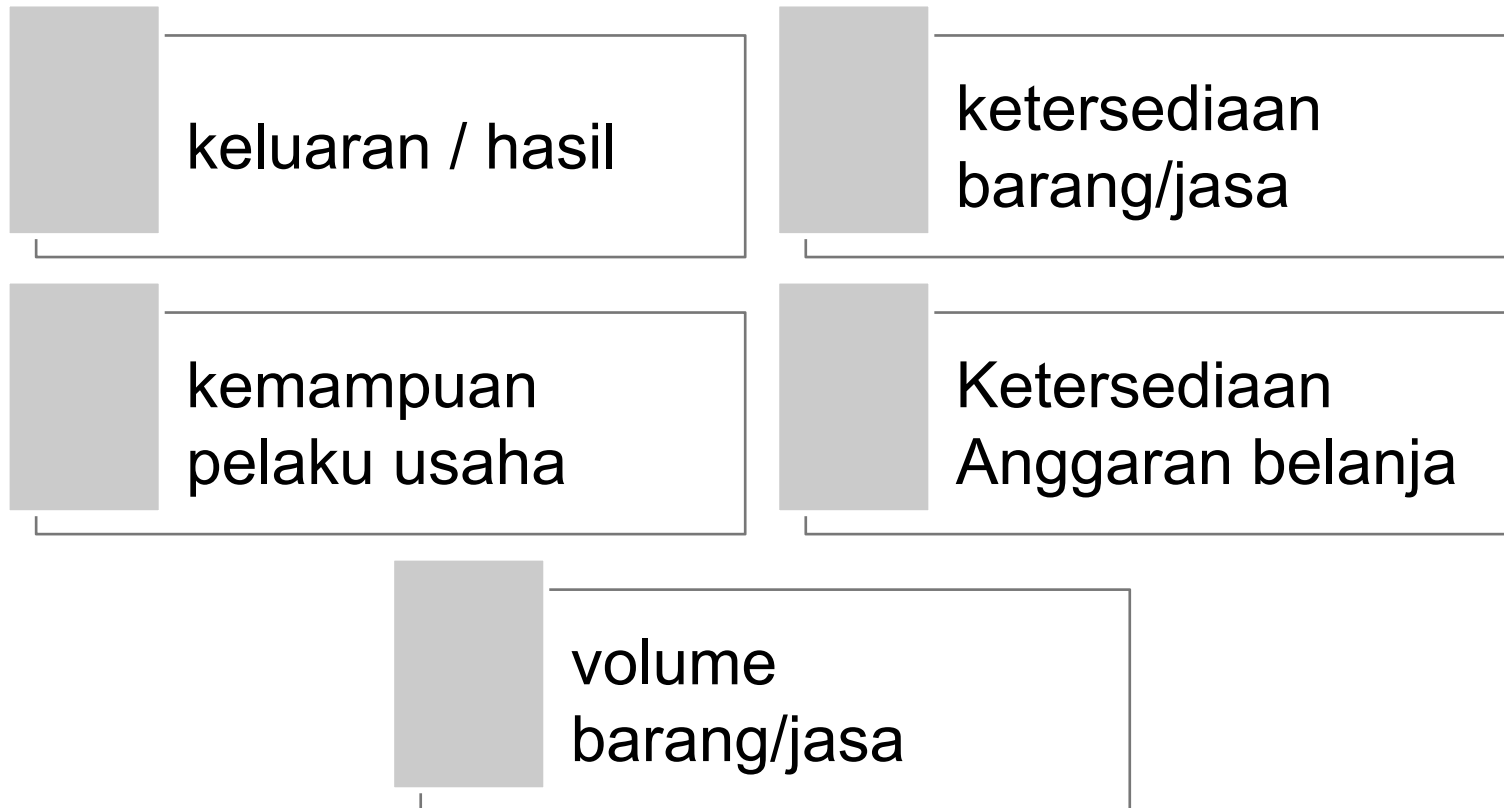 keluaran / hasil
ketersediaan
barang/jasa
kemampuan
pelaku usaha
Ketersediaan
Anggaran belanja
volume
barang/jasa